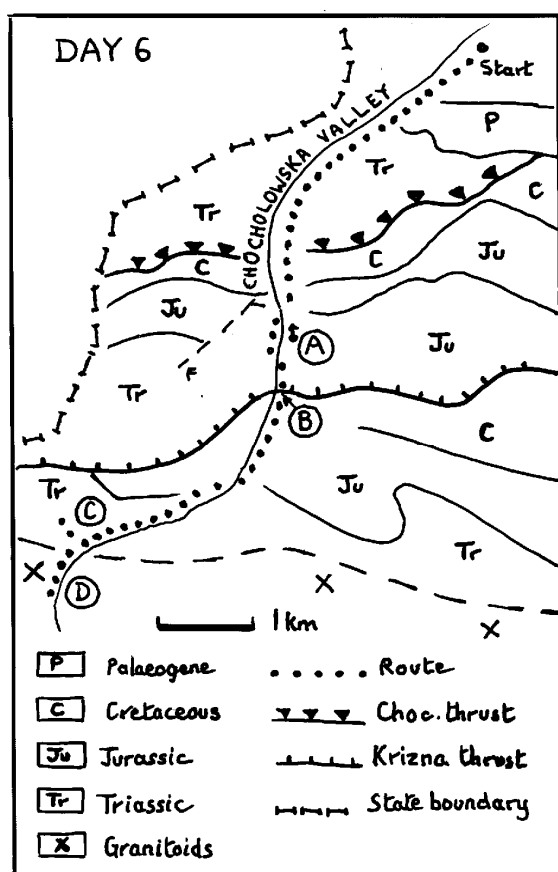 DAY 6
Start
P
CHOCHOLOWSKA VALLEY
Tr
C
Tr
C
C
Ju
Ju
A
Ju
F
Tr
B
C
Tr
C
Ju
Tr
X
D
X
X
1 km
P Palaeogene
Route
C Cretaceous
Choc. thrust
Ju Jurassic
Krizna thrust
Tr Triassic
State boundary
X Granitoids